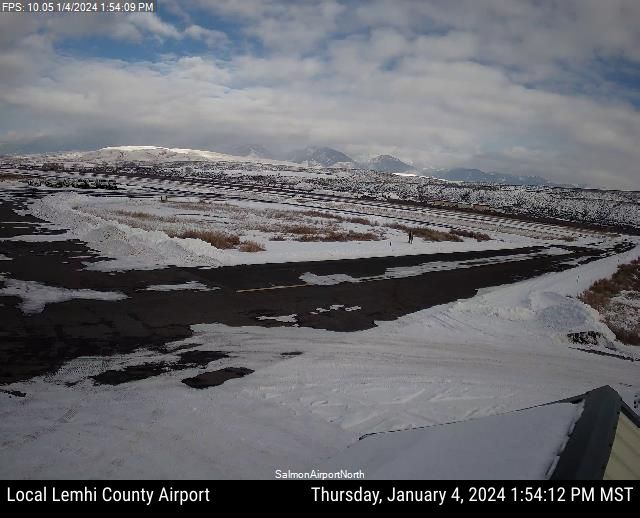 FPS: 10.05 1/4/2024 1:54:09 PM
SalmonAirportNorth
Local Lemhi County Airport Thursday, January 4, 2024 1:54:12 PM MST